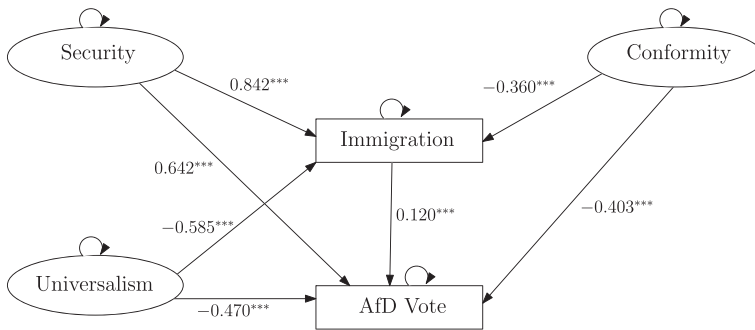 Security
Conformity
0.842***
−0.360***
Immigration
0.642***
−0.585***
0.120***
−0.403***
Universalism
−0.470***
AfD Vote